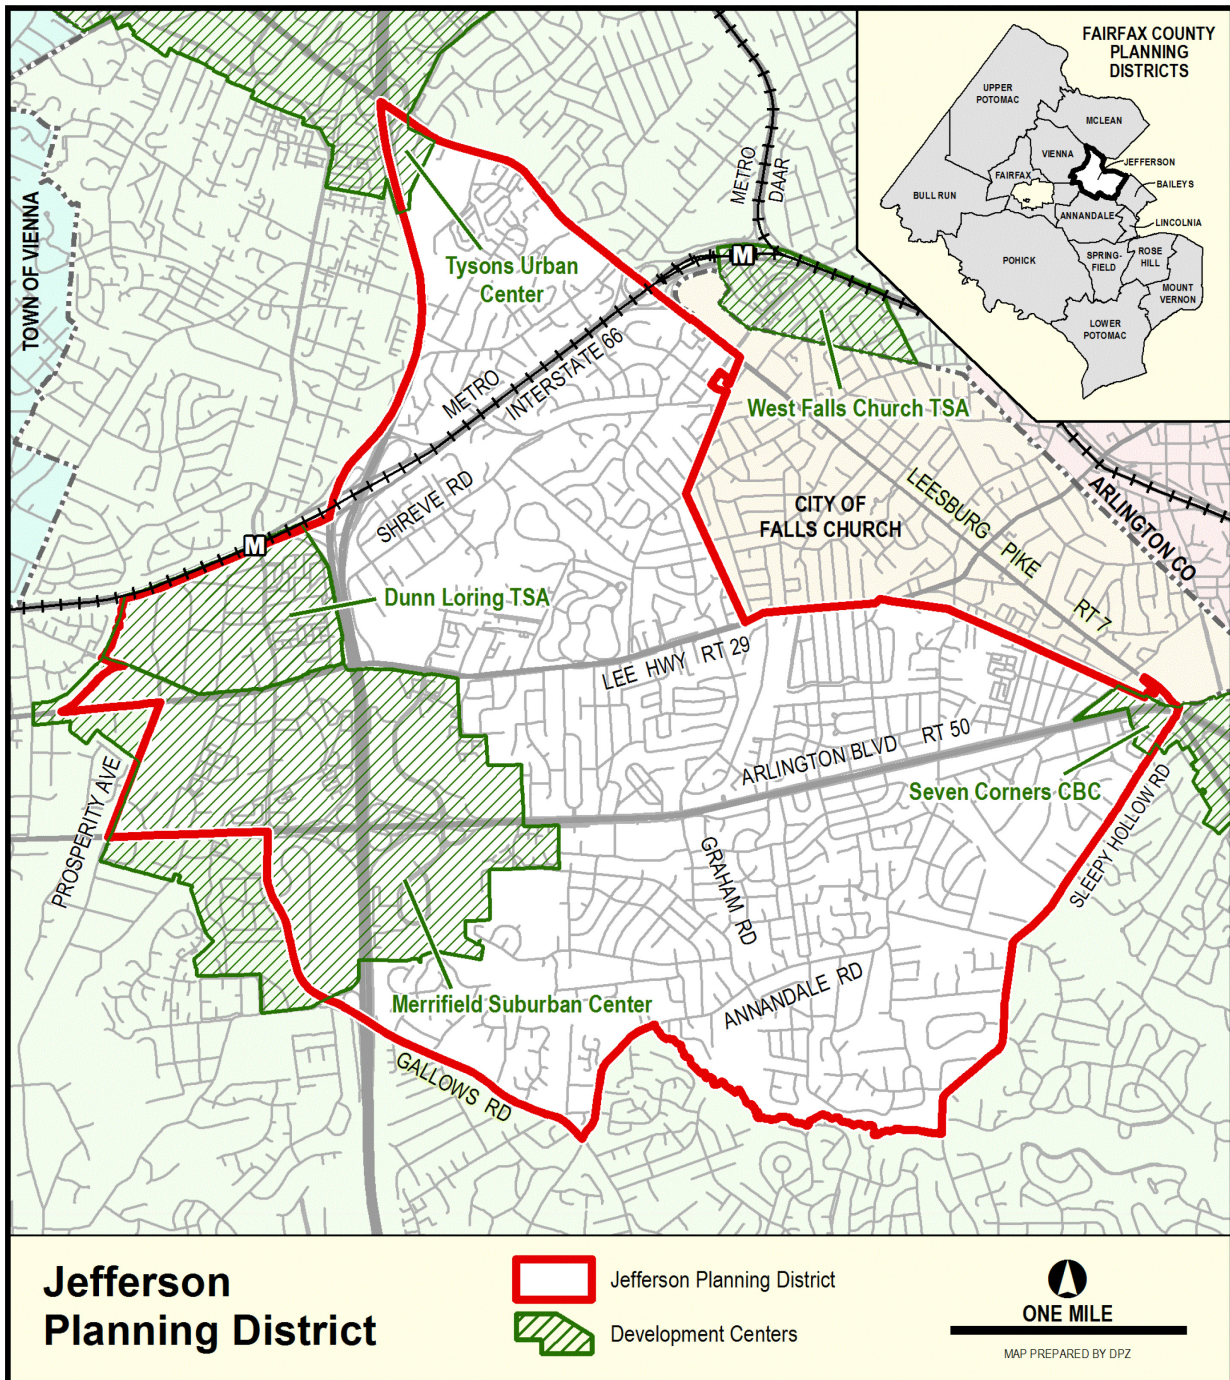 FAIRFAX COUNTY
PLANNING
DISTRICTS
UPPER
POTOMAC
MCLEAN
VIENNA
JEFFERSON
FAIRFAX
BAILEYS
BULL RUN
ANNANDALE
LINCOLNIA
POHICK
SPRING-
FIELD
ROSE
HILL
MOUNT
VERNON
LOWER
POTOMAC
TOWN OF VIENNA
METRO
DAAR
M
Tysons Urban
Center
METRO
INTERSTATE 66
West Falls Church TSA
SHREVE RD
CITY OF
FALLS CHURCH
LEESBURG PIKE RT 7
ARLINGTON CO
M
Dunn Loring TSA
LEE HWY RT 29
ARLINGTON BLVD RT 50
Seven Corners CBC
PROSPERITY AVE
GRAHAM RD
SLEEPY HOLLOW RD
Merrifield Suburban Center
ANNANDALE RD
GALLOWS RD
Jefferson
Planning District
Jefferson Planning District
Development Centers
ONE MILE
MAP PREPARED BY DPZ